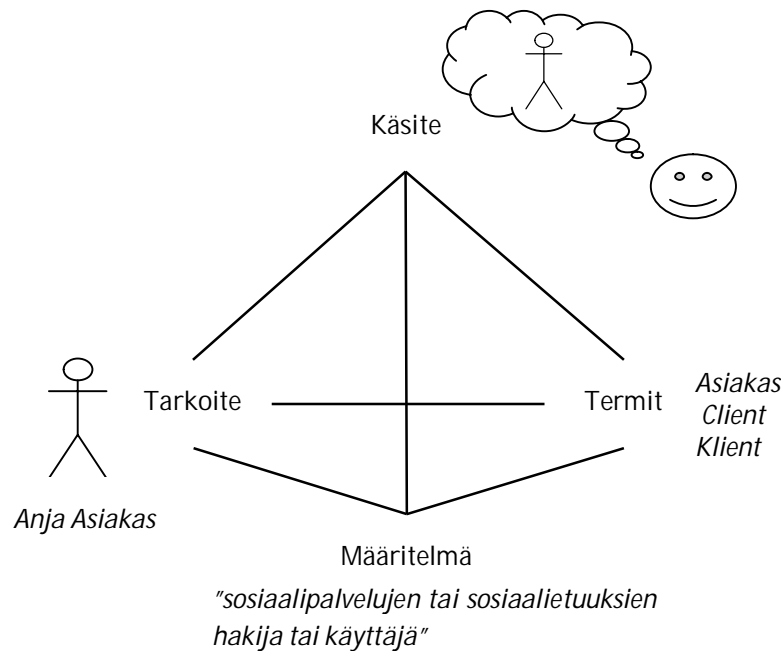 Käsite
Tarkoite
Termit
Asiakas
Client
Klient
Anja Asiakas
Määritelmä
"sosiaalipalvelujen tai sosiaalietuuksien
hakija tai käyttäjä"